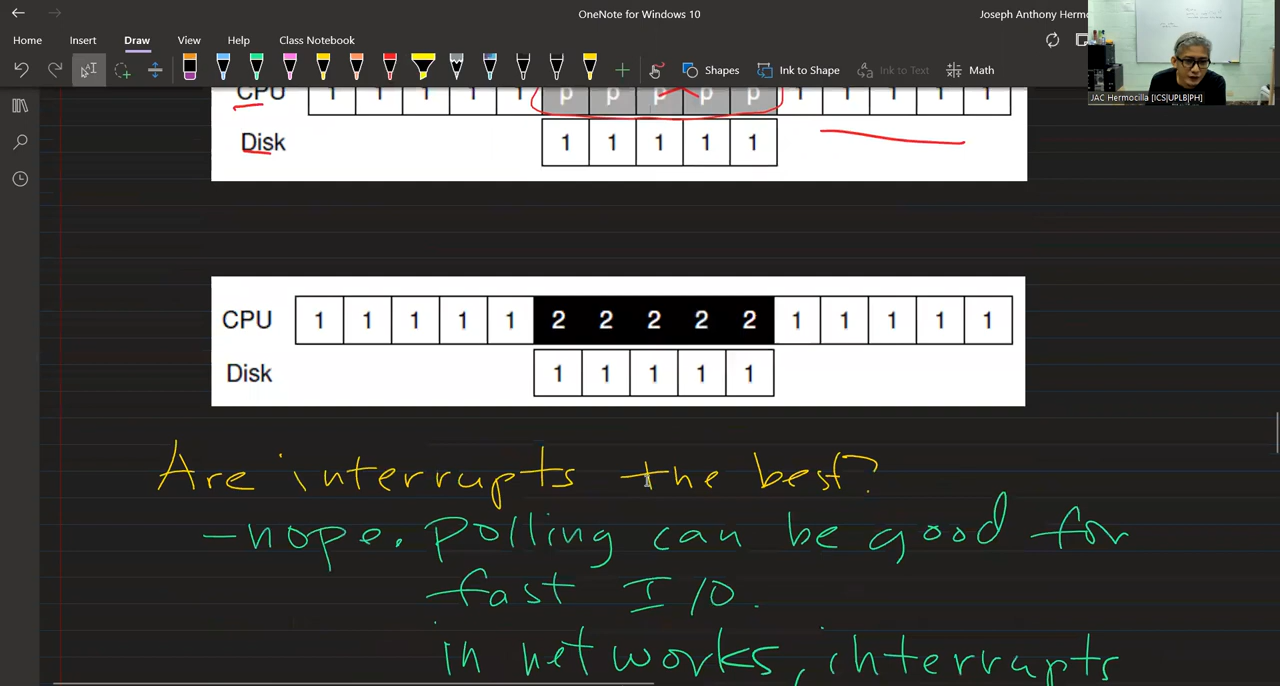 OneNote for Windows 10
Joseph Anthony Hermo
Home Insert Draw View Help Class Notebook
Shapes Ink to Shape Ink to Text Math
JAC Hermocilla [ICS|UPLB|PH]
CPU 1 1 1 1 1 p p p p p 1 1 1 1 1
Disk 1 1 1 1 1
CPU 1 1 1 1 1 2 2 2 2 2 1 1 1 1 1
Disk 1 1 1 1 1
Are interrupts the best?
- nope. Polling can be good for
fast I/O.
in networks, interrupts